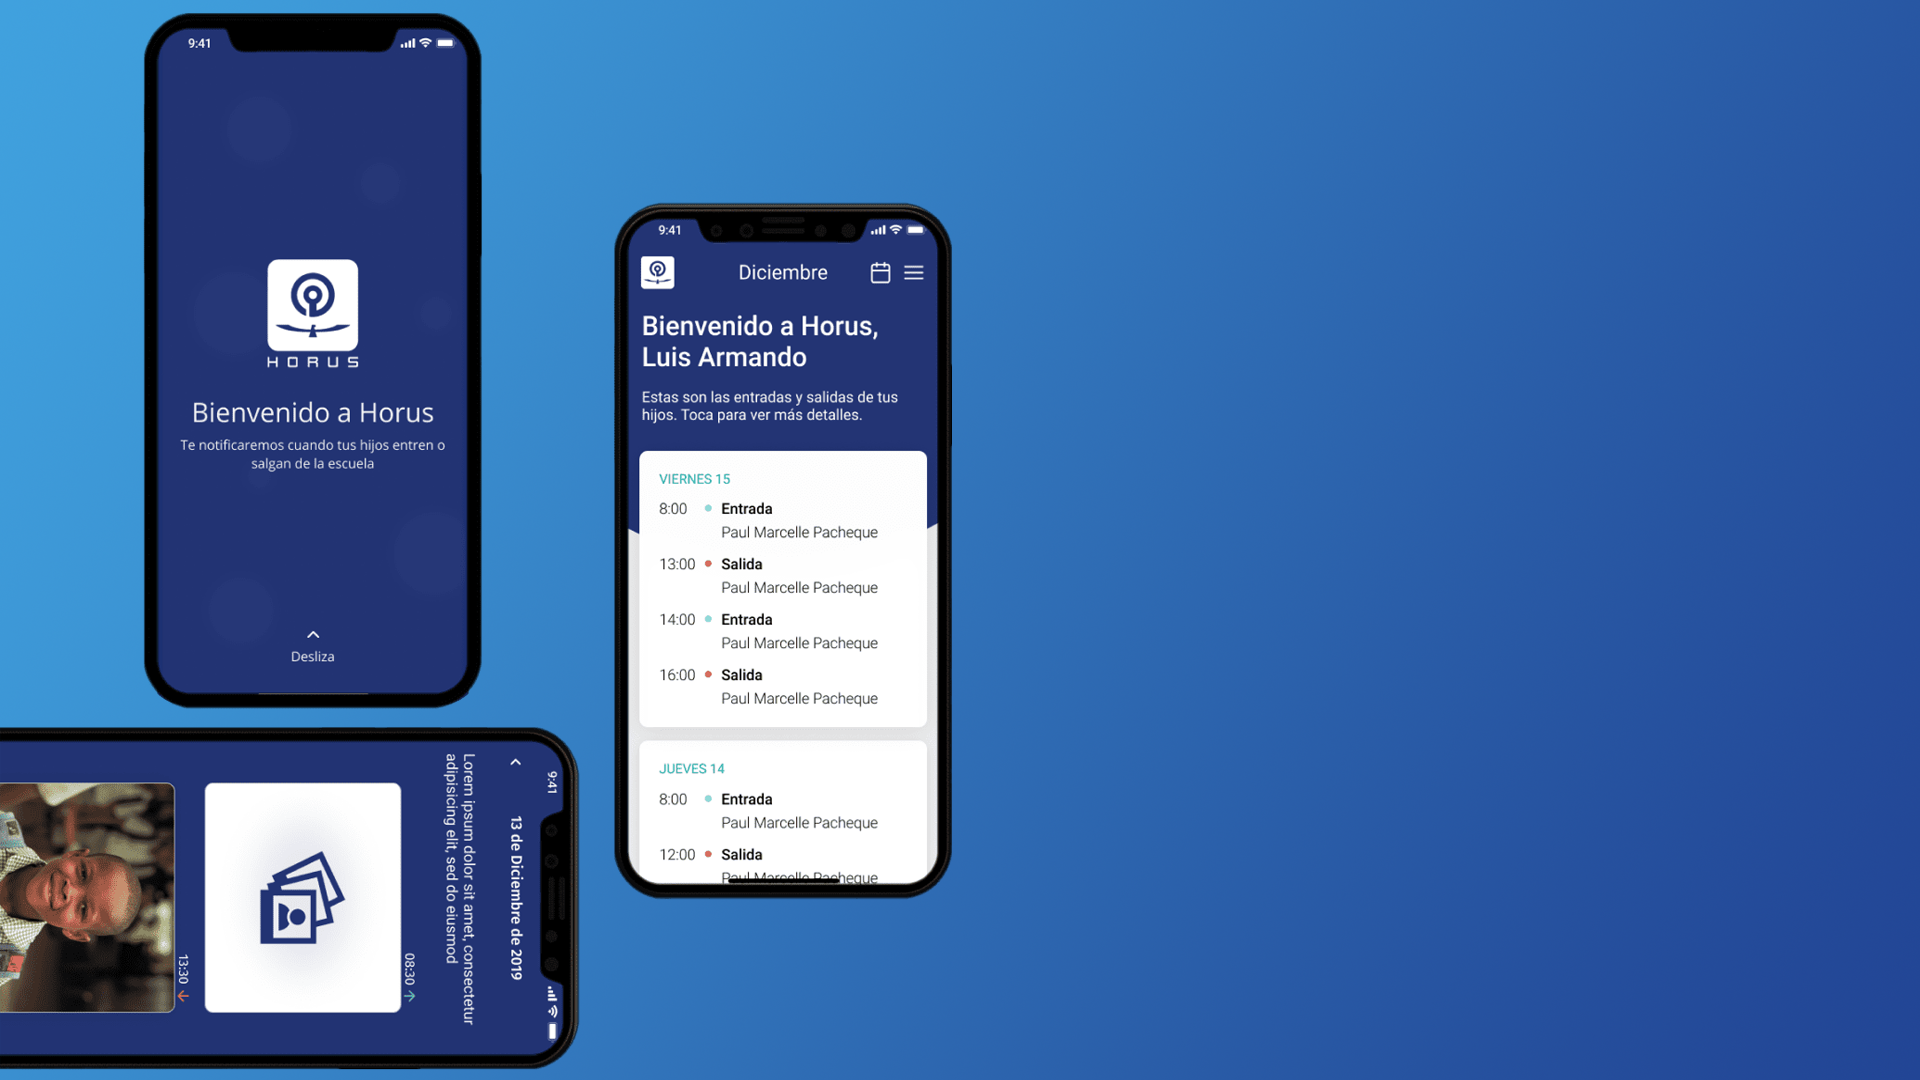 9:41
HORUS
Bienvenido a Horus
Te notificaremos cuando tus hijos entren o
salgan de la escuela
Desliza
9:41
Diciembre
Bienvenido a Horus,
Luis Armando
Estas son las entradas y salidas de tus
hijos. Toca para ver más detalles.
VIERNES 15
8:00 Entrada
Paul Marcelle Pacheque
13:00 Salida
Paul Marcelle Pacheque
14:00 Entrada
Paul Marcelle Pacheque
16:00 Salida
Paul Marcelle Pacheque
JUEVES 14
8:00 Entrada
Paul Marcelle Pacheque
12:00 Salida
Paul Marcelle Pacheque
9:41
13 de Diciembre de 2019
Lorem ipsum dolor sit amet, consectetur
adipisicing elit, sed do eiusmod
08:30
13:30